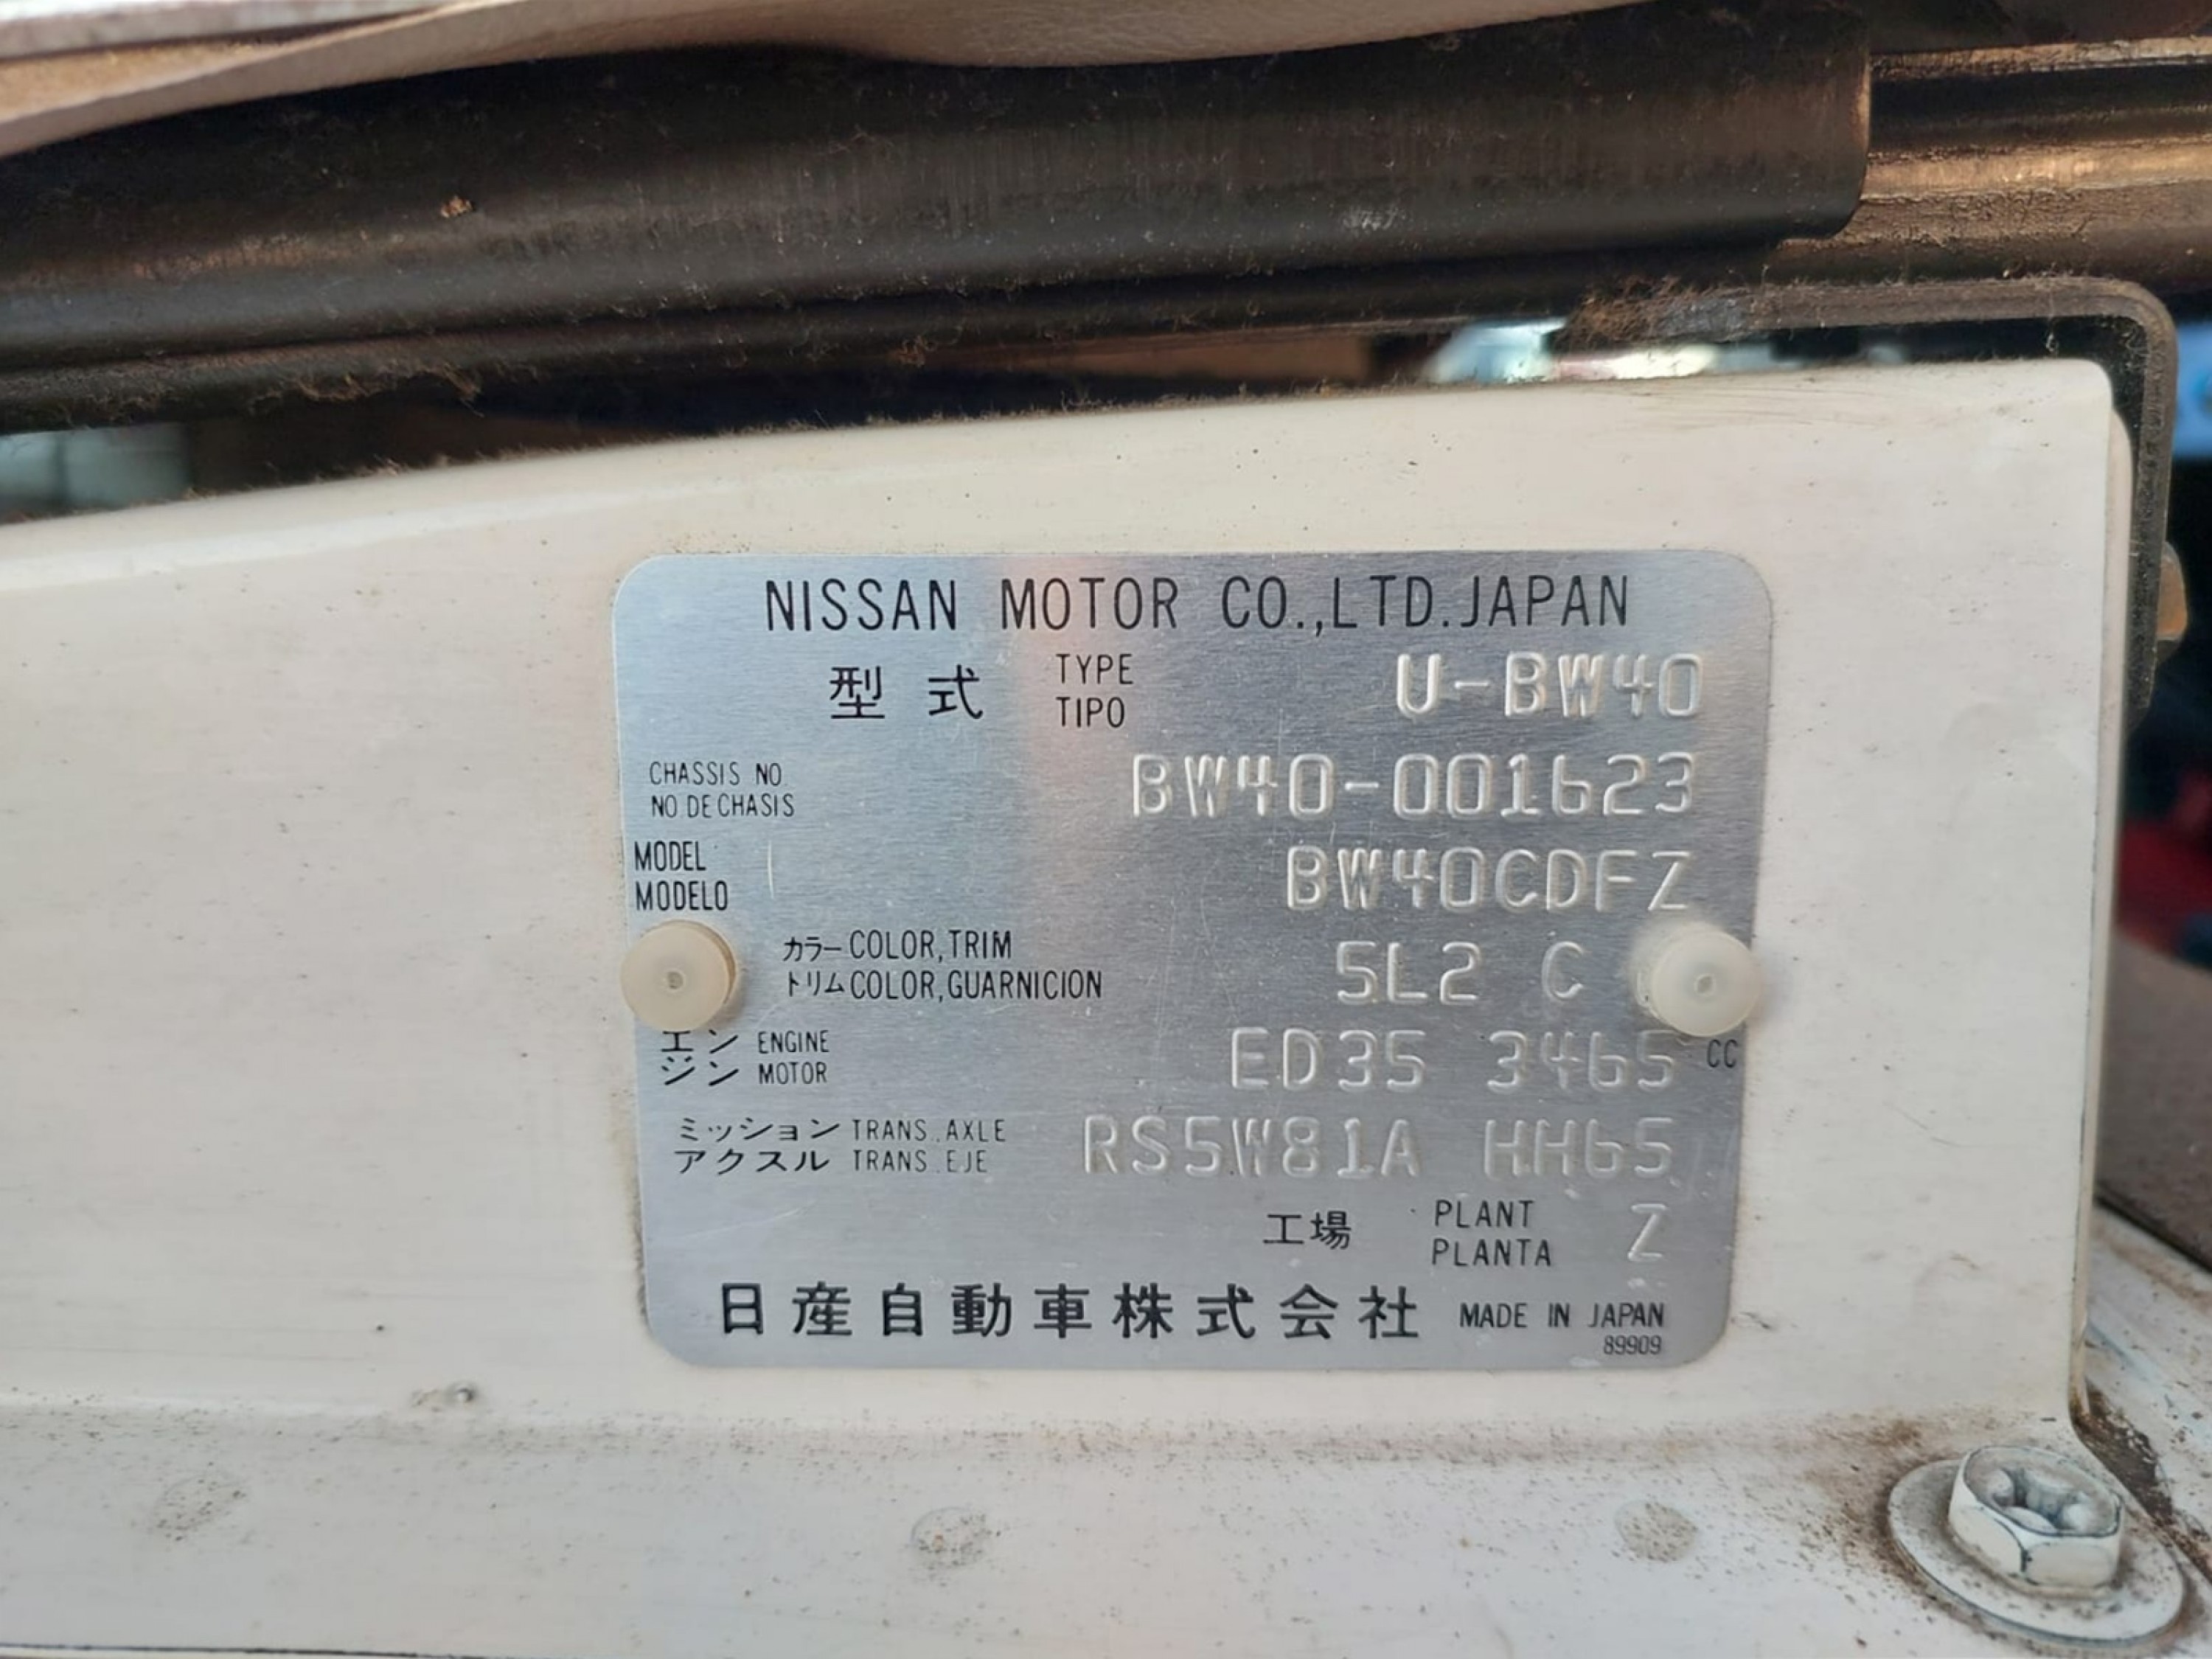 NISSAN MOTOR CO.,LTD.JAPAN
型式 TYPE TIPO U-BW40
CHASSIS NO. NO DE CHASIS BW40-001623
MODEL MODELO BW40CDFZ
カラー COLOR,TRIM 5L2 C
トリム COLOR,GUARNICION
エン ENGINE ED35 3465 CC
ジン MOTOR
ミッション TRANS.,AXLE RS5W81A HH65
アクスル TRANS.EJE
工場 PLANT PLANTA Z
日産自動車株式会社 MADE IN JAPAN
89909